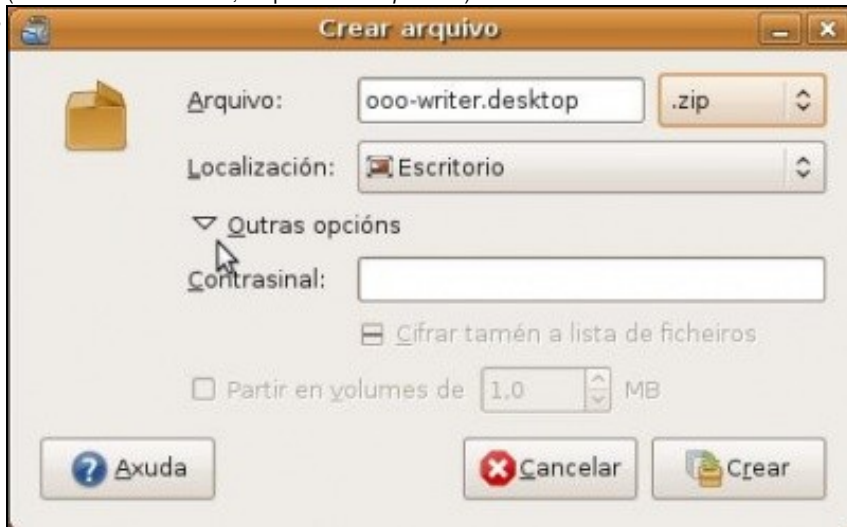 Crear arquivo
Arquivo: ooo-writer.desktop .zip
Localización: Escritorio
Outras opcións
Contrasinal:
Cifrar tamén a lista de ficheiros
Partir en volumes de 1,0 MB
Axuda Cancelar Crear